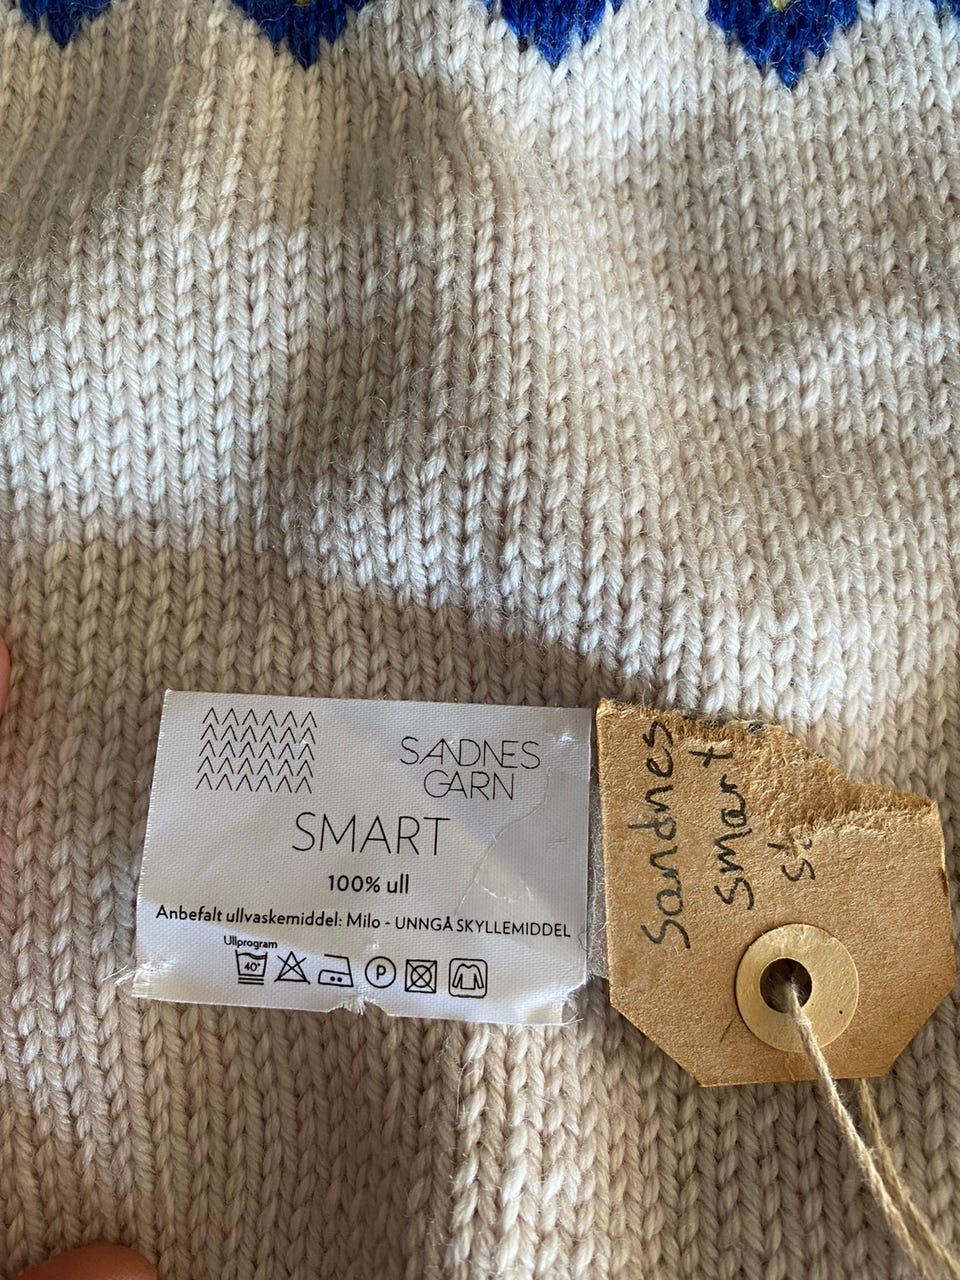 SANDNES
GARN
SMART
100% ull
Anbefalt ullvaskemiddel: Milo - UNNGÅ SKYLLEMIDDEL
Ullprogram
40°
P
Sandnes
smart